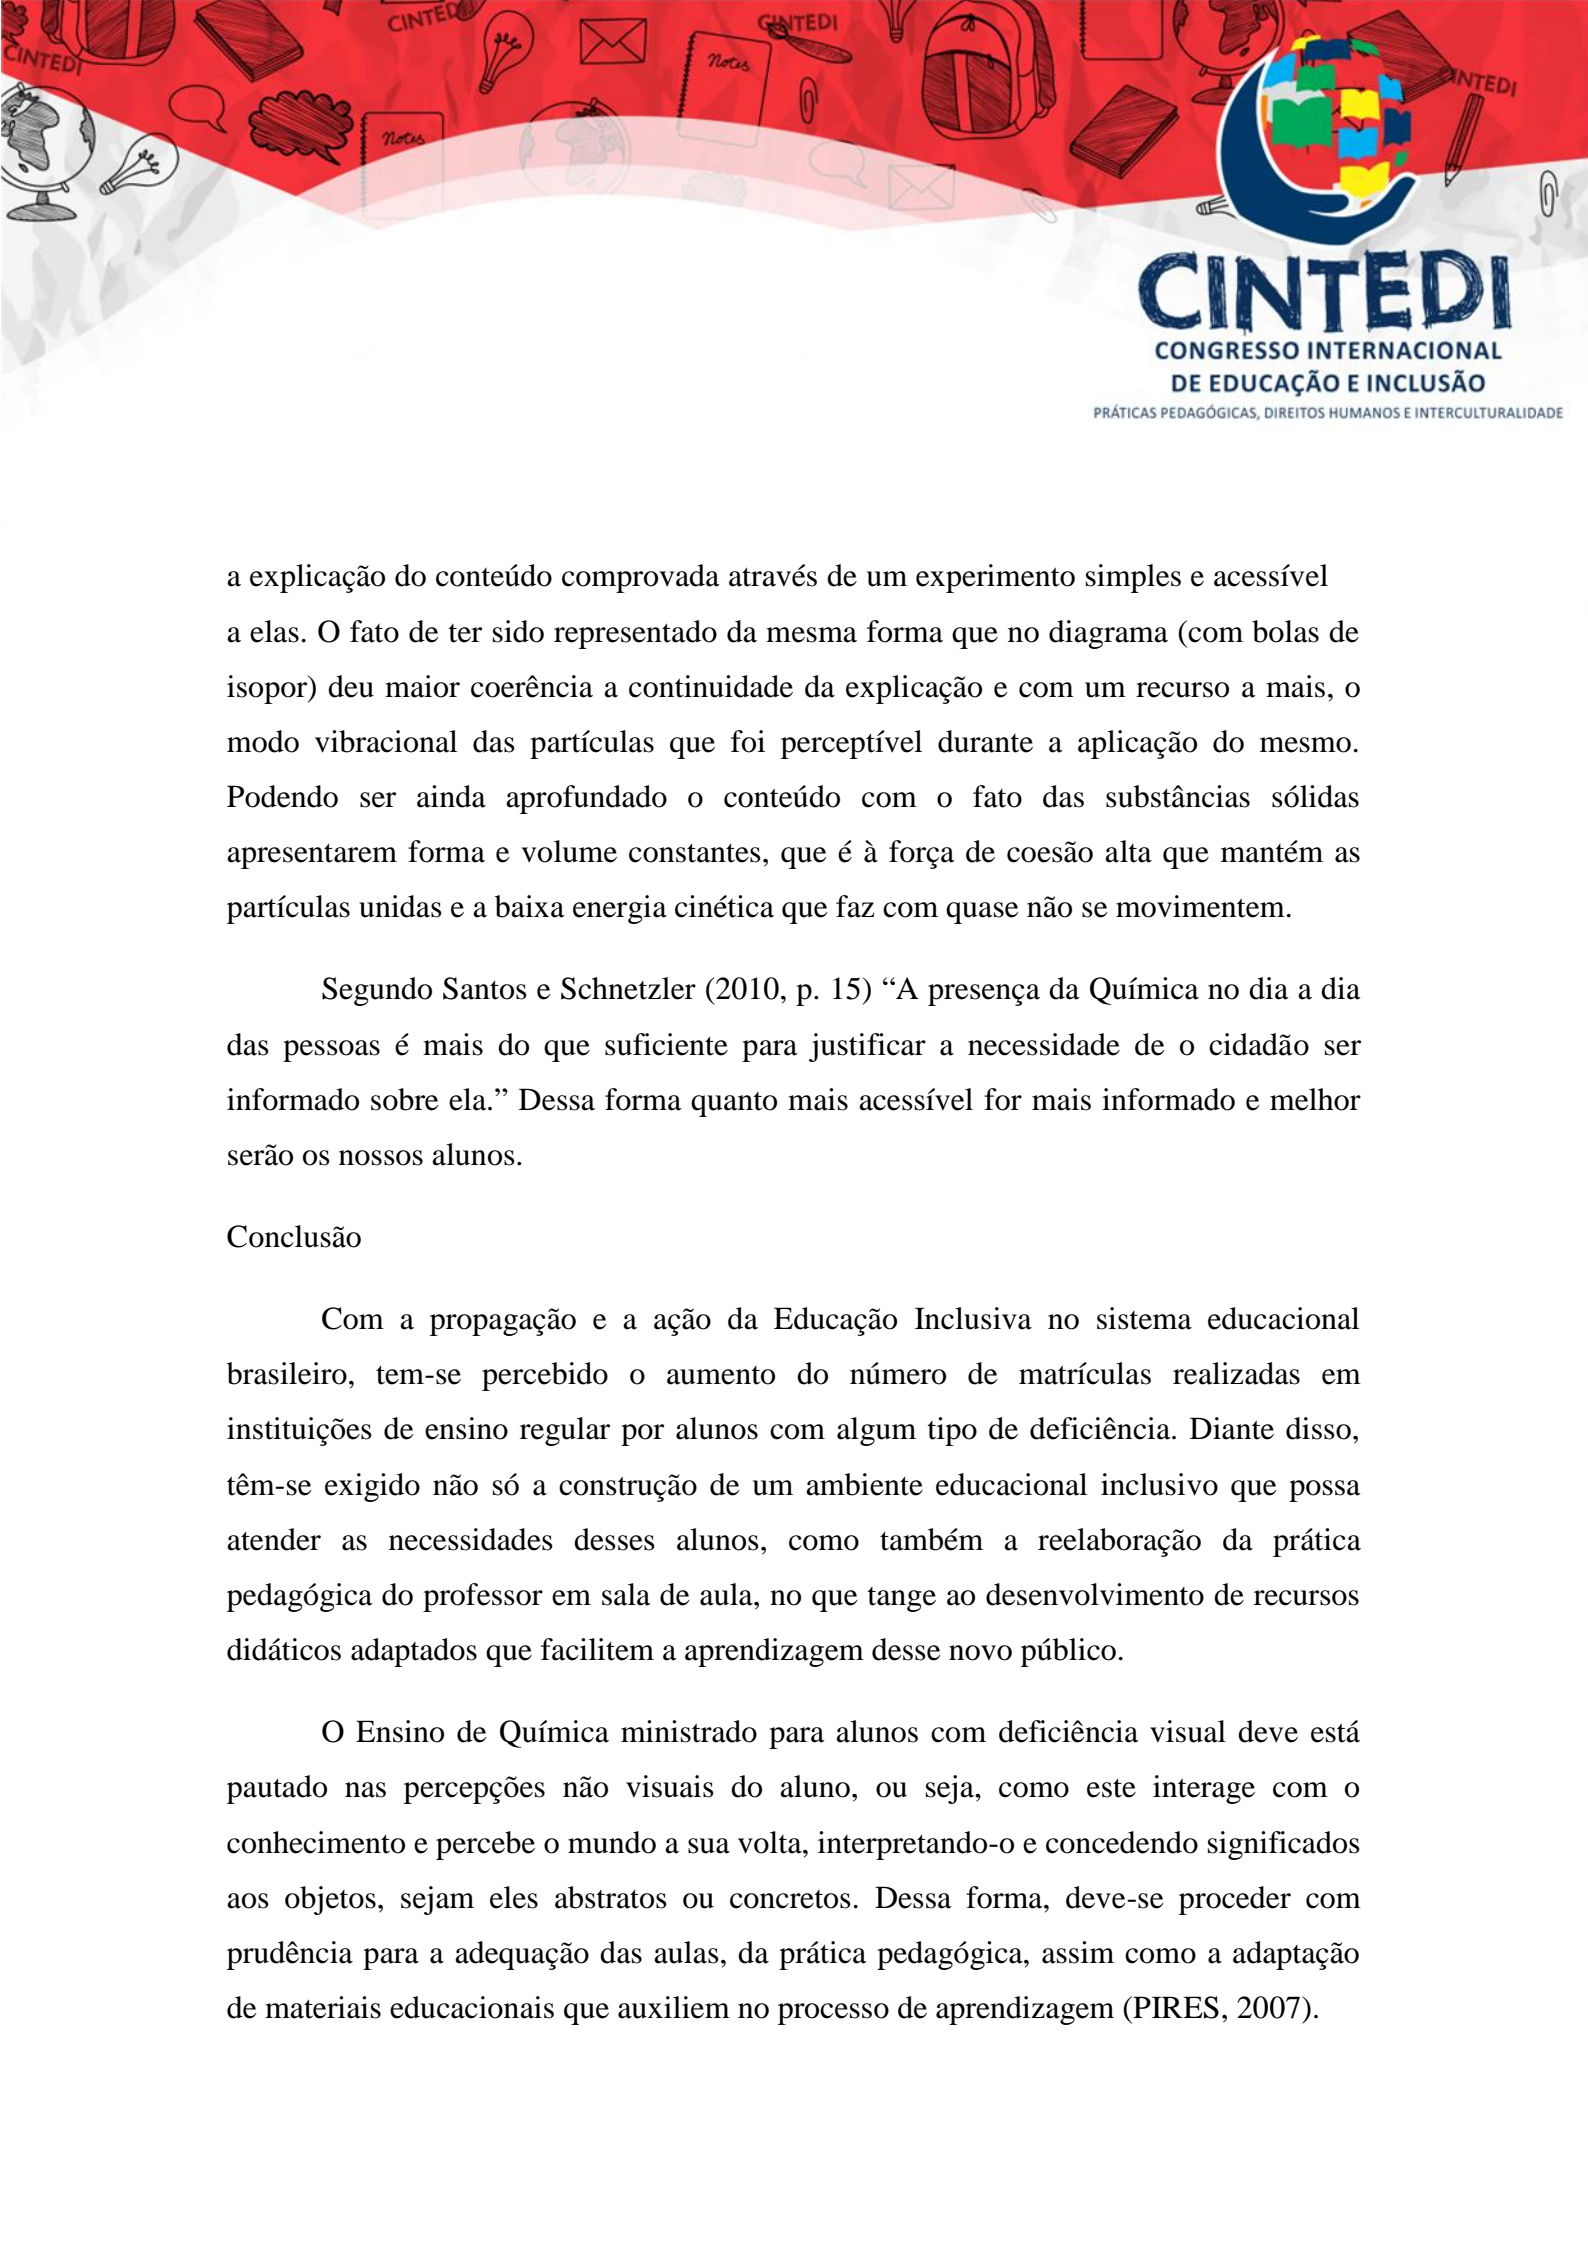 CINTEDI
CINTEDI
CINTEDI
CINTEDI
Notes
Notes
CINTEDI
CONGRESSO INTERNACIONAL
DE EDUCAÇÃO E INCLUSÃO
PRÁTICAS PEDAGÓGICAS, DIREITOS HUMANOS E INTERCULTURALIDADE
a explicação do conteúdo comprovada através de um experimento simples e acessível
a elas. O fato de ter sido representado da mesma forma que no diagrama (com bolas de
isopor) deu maior coerência a continuidade da explicação e com um recurso a mais, o
modo vibracional das partículas que foi perceptível durante a aplicação do mesmo.
Podendo ser ainda aprofundado o conteúdo com o fato das substâncias sólidas
apresentarem forma e volume constantes, que é à força de coesão alta que mantém as
partículas unidas e a baixa energia cinética que faz com quase não se movimentem.
Segundo Santos e Schnetzler (2010, p. 15) “A presença da Química no dia a dia
das pessoas é mais do que suficiente para justificar a necessidade de o cidadão ser
informado sobre ela.” Dessa forma quanto mais acessível for mais informado e melhor
serão os nossos alunos.
Conclusão
Com a propagação e a ação da Educação Inclusiva no sistema educacional
brasileiro, tem-se percebido o aumento do número de matrículas realizadas em
instituições de ensino regular por alunos com algum tipo de deficiência. Diante disso,
têm-se exigido não só a construção de um ambiente educacional inclusivo que possa
atender as necessidades desses alunos, como também a reelaboração da prática
pedagógica do professor em sala de aula, no que tange ao desenvolvimento de recursos
didáticos adaptados que facilitem a aprendizagem desse novo público.
O Ensino de Química ministrado para alunos com deficiência visual deve está
pautado nas percepções não visuais do aluno, ou seja, como este interage com o
conhecimento e percebe o mundo a sua volta, interpretando-o e concedendo significados
aos objetos, sejam eles abstratos ou concretos. Dessa forma, deve-se proceder com
prudência para a adequação das aulas, da prática pedagógica, assim como a adaptação
de materiais educacionais que auxiliem no processo de aprendizagem (PIRES, 2007).